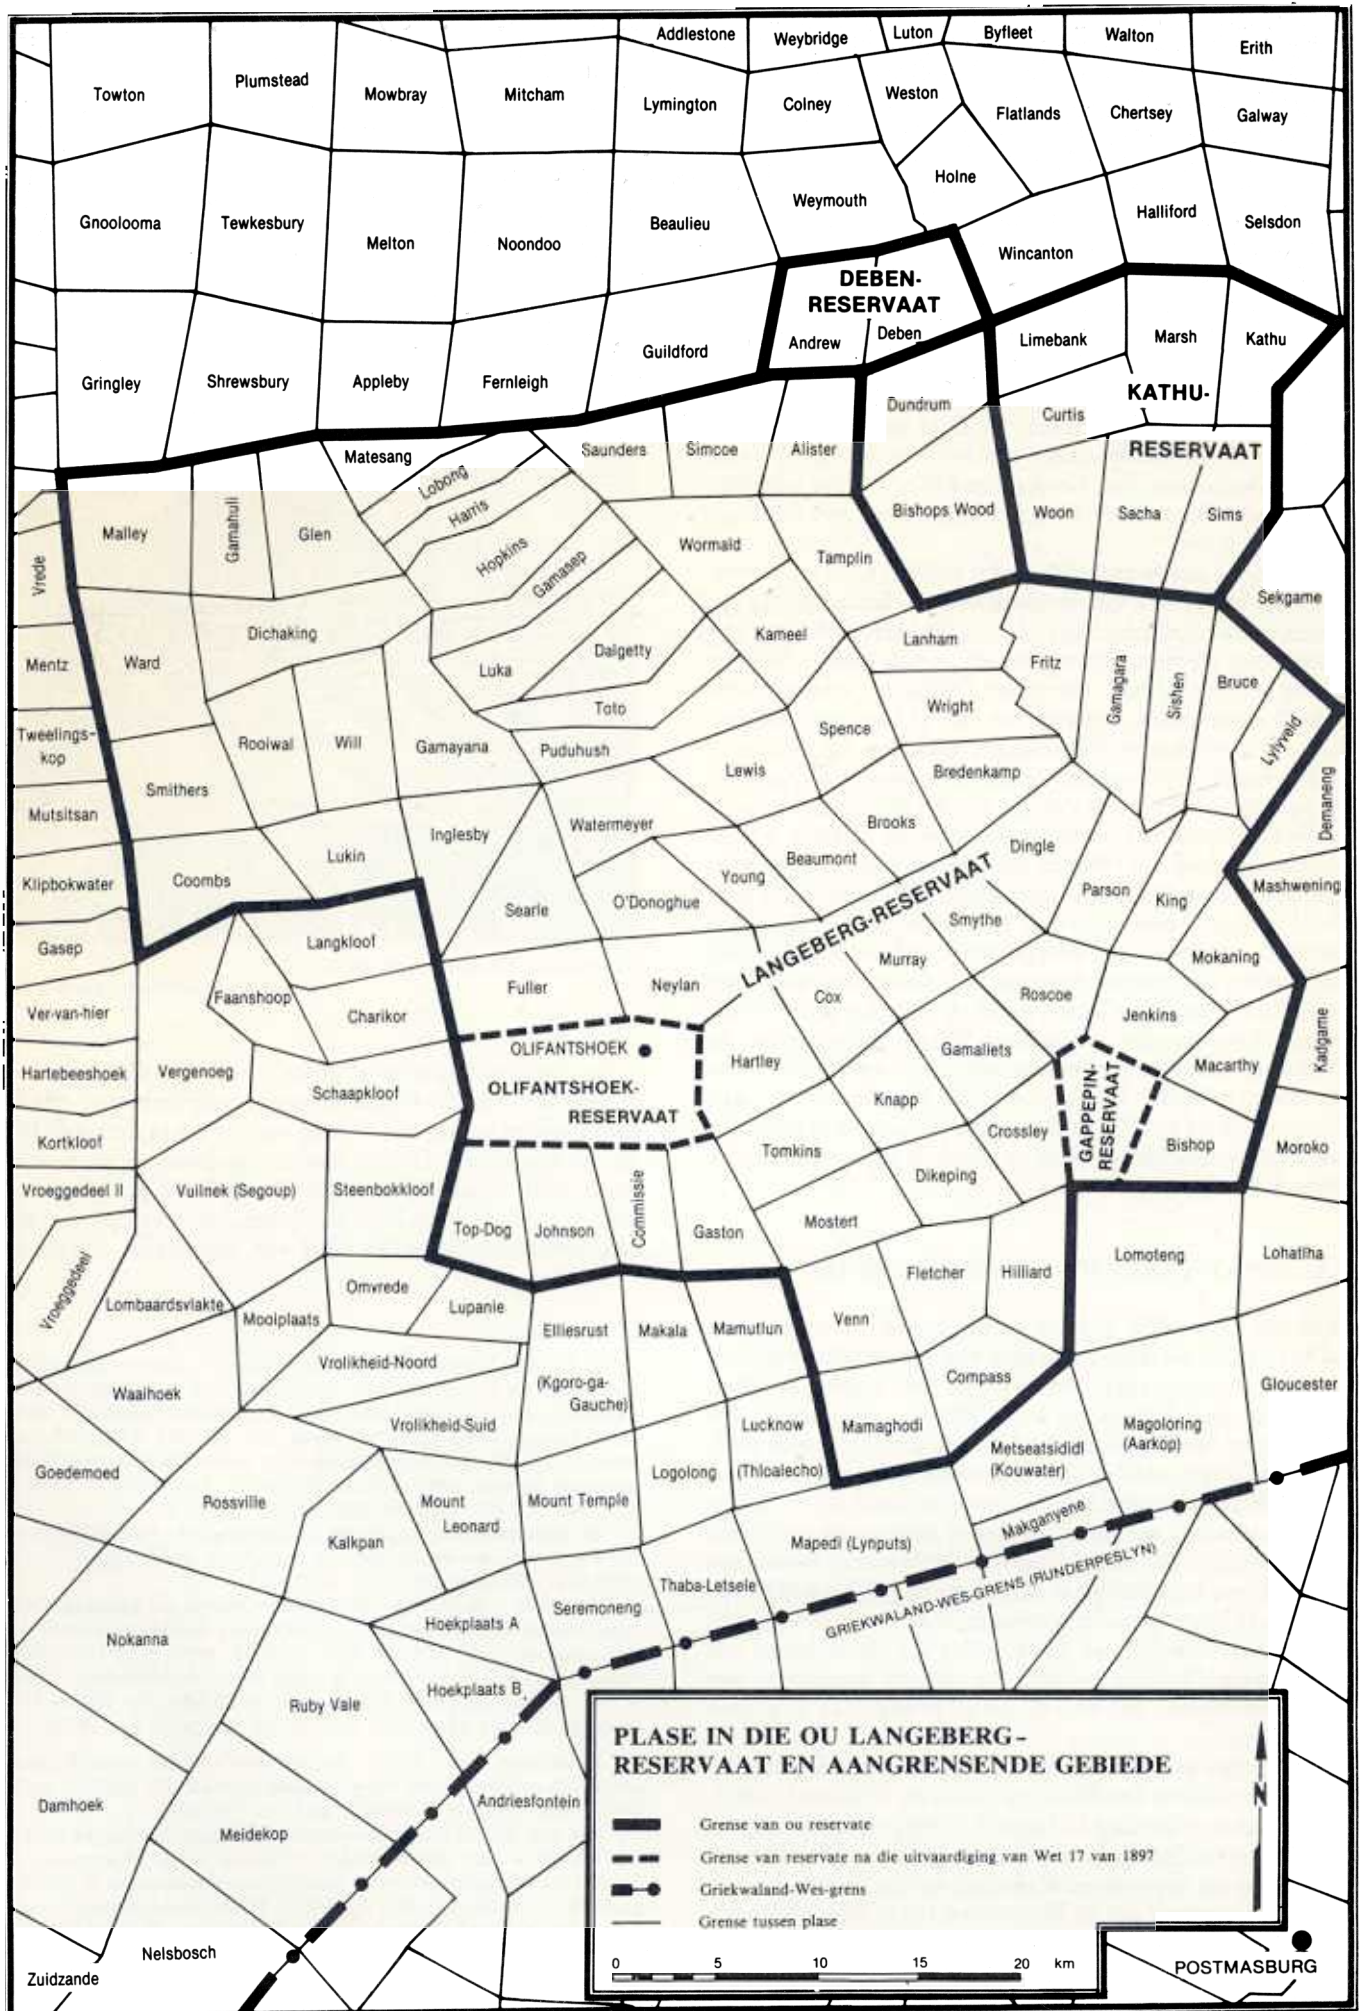 Addlestone
Weybridge
Luton
Byfleet
Walton
Erith
Towton
Plumstead
Mowbray
Mitcham
Lymington
Colney
Weston
Flatlands
Chertsey
Galway
Holne
Gnoolooma
Tewkesbury
Melton
Noondoo
Beaulieu
Weymouth
Halliford
Selsdon
Wincanton
DEBEN-
RESERVAAT
Andrew
Deben
Limebank
Marsh
Kathu
Gringley
Shrewsbury
Appleby
Fernleigh
Guildford
KATHU-
RESERVAAT
Dundrum
Curtis
Matesang
Lobong
Harris
Saunders
Simcoe
Alister
Malley
Gamahuli
Glen
Hopkins
Gamasep
Wormald
Tamplin
Bishops Wood
Woon
Sacha
Sims
Vrede
Sekgame
Mentz
Ward
Dichaking
Luka
Dalgetty
Kameel
Lanham
Fritz
Gamagara
Sishen
Bruce
Lylyveld
Toto
Wright
Tweelings-
kop
Rooiwal
Will
Gamayana
Puduhush
Spence
Lewis
Bredenkamp
Demaneng
Mutsitsan
Smithers
Inglesby
Watermeyer
Brooks
Beaumont
Dingle
Klipbokwater
Coombs
Lukin
Young
Parson
King
Mashwening
Searle
O'Donoghue
LANGEBERG-RESERVAAT
Smythe
Gasep
Langkloof
Murray
Mokaning
Ver-van-hier
Faanshoop
Charikor
Fuller
Neylan
Cox
Roscoe
Jenkins
Kadgame
Hartebeeshoek
Vergenoeg
Schaapkloof
OLIFANTSHOEK
OLIFANTSHOEK-
RESERVAAT
Hartley
Gamaliets
Knapp
GAPPEPIN-
RESERVAAT
Macarthy
Kortkloof
Crossley
Bishop
Moroko
Tomkins
Vroeggedeel II
Vuilnek (Segoup)
Steenbokkloof
Dikeping
Top-Dog
Johnson
Commissie
Gaston
Mostert
Vroeggedeel
Lombaardsvlakte
Mooiplaats
Omvrede
Lupanie
Fletcher
Hilliard
Lomoteng
Lohatlha
Elliesrust
(Kgoro-ga-
Gauche)
Makala
Mamutlun
Venn
Vrolikheid-Noord
Compass
Waaihoek
Vrolikheid-Suid
Gloucester
Lucknow
(Thloalecho)
Mamaghodi
Metseatsididl
(Kouwater)
Magoloring
(Aarkop)
Goedemoed
Rossville
Mount
Leonard
Mount Temple
Logolong
Kalkpan
Mapedi (Lynputs)
Makganyene
GRIEKWALAND-WES-GRENS (RUNDERPESLYN)
Thaba-Letsele
Hoekplaats A
Seremoneng
Nokanna
Ruby Vale
Hoekplaats B
Damhoek
Meidekop
Andriesfontein
Nelsbosch
Zuidzande
PLASE IN DIE OU LANGEBERG-
RESERVAAT EN AANGRENSENDE GEBIEDE
N
Grense van ou reservate
Grense van reservate na die uitvaardiging van Wet 17 van 1897
Griekwaland-Wes-grens
Grense tussen plase
0 5 10 15 20 km
POSTMASBURG